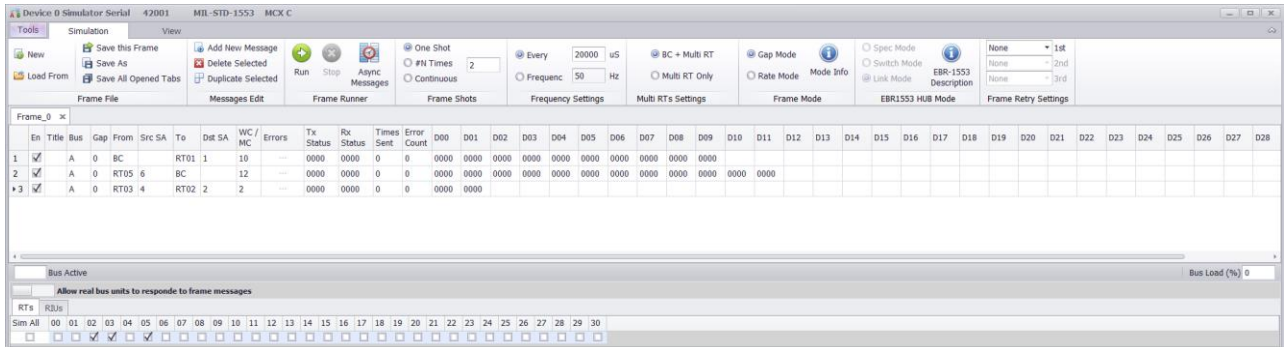 Device 0 Simulator Serial 42001 MIL-STD-1553 MCX C
Tools Simulation View
New
Load From
Save this Frame
Save As
Save All Opened Tabs
Frame File
Add New Message
Delete Selected
Duplicate Selected
Messages Edit
Run Stop Async Messages
Frame Runner
One Shot
#N Times 2
Continuous
Frame Shots
Every 20000 uS
Frequenc 50 Hz
Frequency Settings
BC + Multi RT
Multi RT Only
Multi RTs Settings
Gap Mode
Rate Mode
Mode Info
Frame Mode
Spec Mode
Switch Mode
Link Mode
EBR-1553 Description
EBR1553 HUB Mode
None 1st
None 2nd
None 3rd
Frame Retry Settings
Frame_0
En Title Bus Gap From Src SA To Dst SA WC / MC Errors Tx Status Rx Status Times Sent Error Count D00 D01 D02 D03 D04 D05 D06 D07 D08 D09 D10 D11 D12 D13 D14 D15 D16 D17 D18 D19 D20 D21 D22 D23 D24 D25 D26 D27 D28
1 A 0 BC RT01 1 10 --- 0000 0000 0 0 0000 0000 0000 0000 0000 0000 0000 0000 0000 0000
2 A 0 RT05 6 BC 12 --- 0000 0000 0 0 0000 0000 0000 0000 0000 0000 0000 0000 0000 0000 0000 0000
3 A 0 RT03 4 RT02 2 2 --- 0000 0000 0 0 0000 0000
Bus Active Bus Load (%) 0
Allow real bus units to responde to frame messages
RTs RIUs
Sim All 00 01 02 03 04 05 06 07 08 09 10 11 12 13 14 15 16 17 18 19 20 21 22 23 24 25 26 27 28 29 30